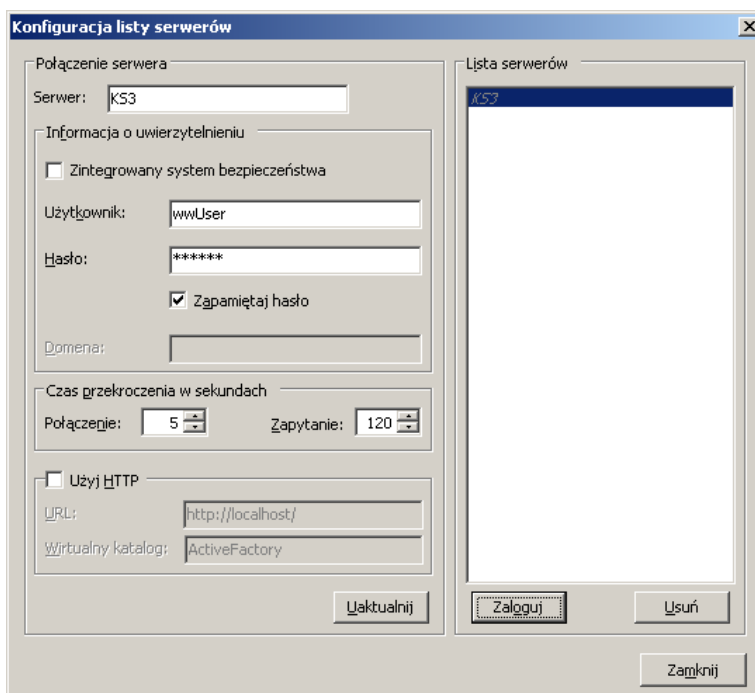 Konfiguracja listy serwerów
Połączenie serwera
Serwer: KS3
Informacja o uwierzytelnieniu
Zintegrowany system bezpieczeństwa
Użytkownik: wwUser
Hasło: ******
Zapamiętaj hasło
Domena:
Czas przekroczenia w sekundach
Połączenie: 5 Zapytanie: 120
Użyj HTTP
URL: http://localhost/
Wirtualny katalog: ActiveFactory
Uaktualnij
Lista serwerów
KS3
Zaloguj Usuń
Zamknij